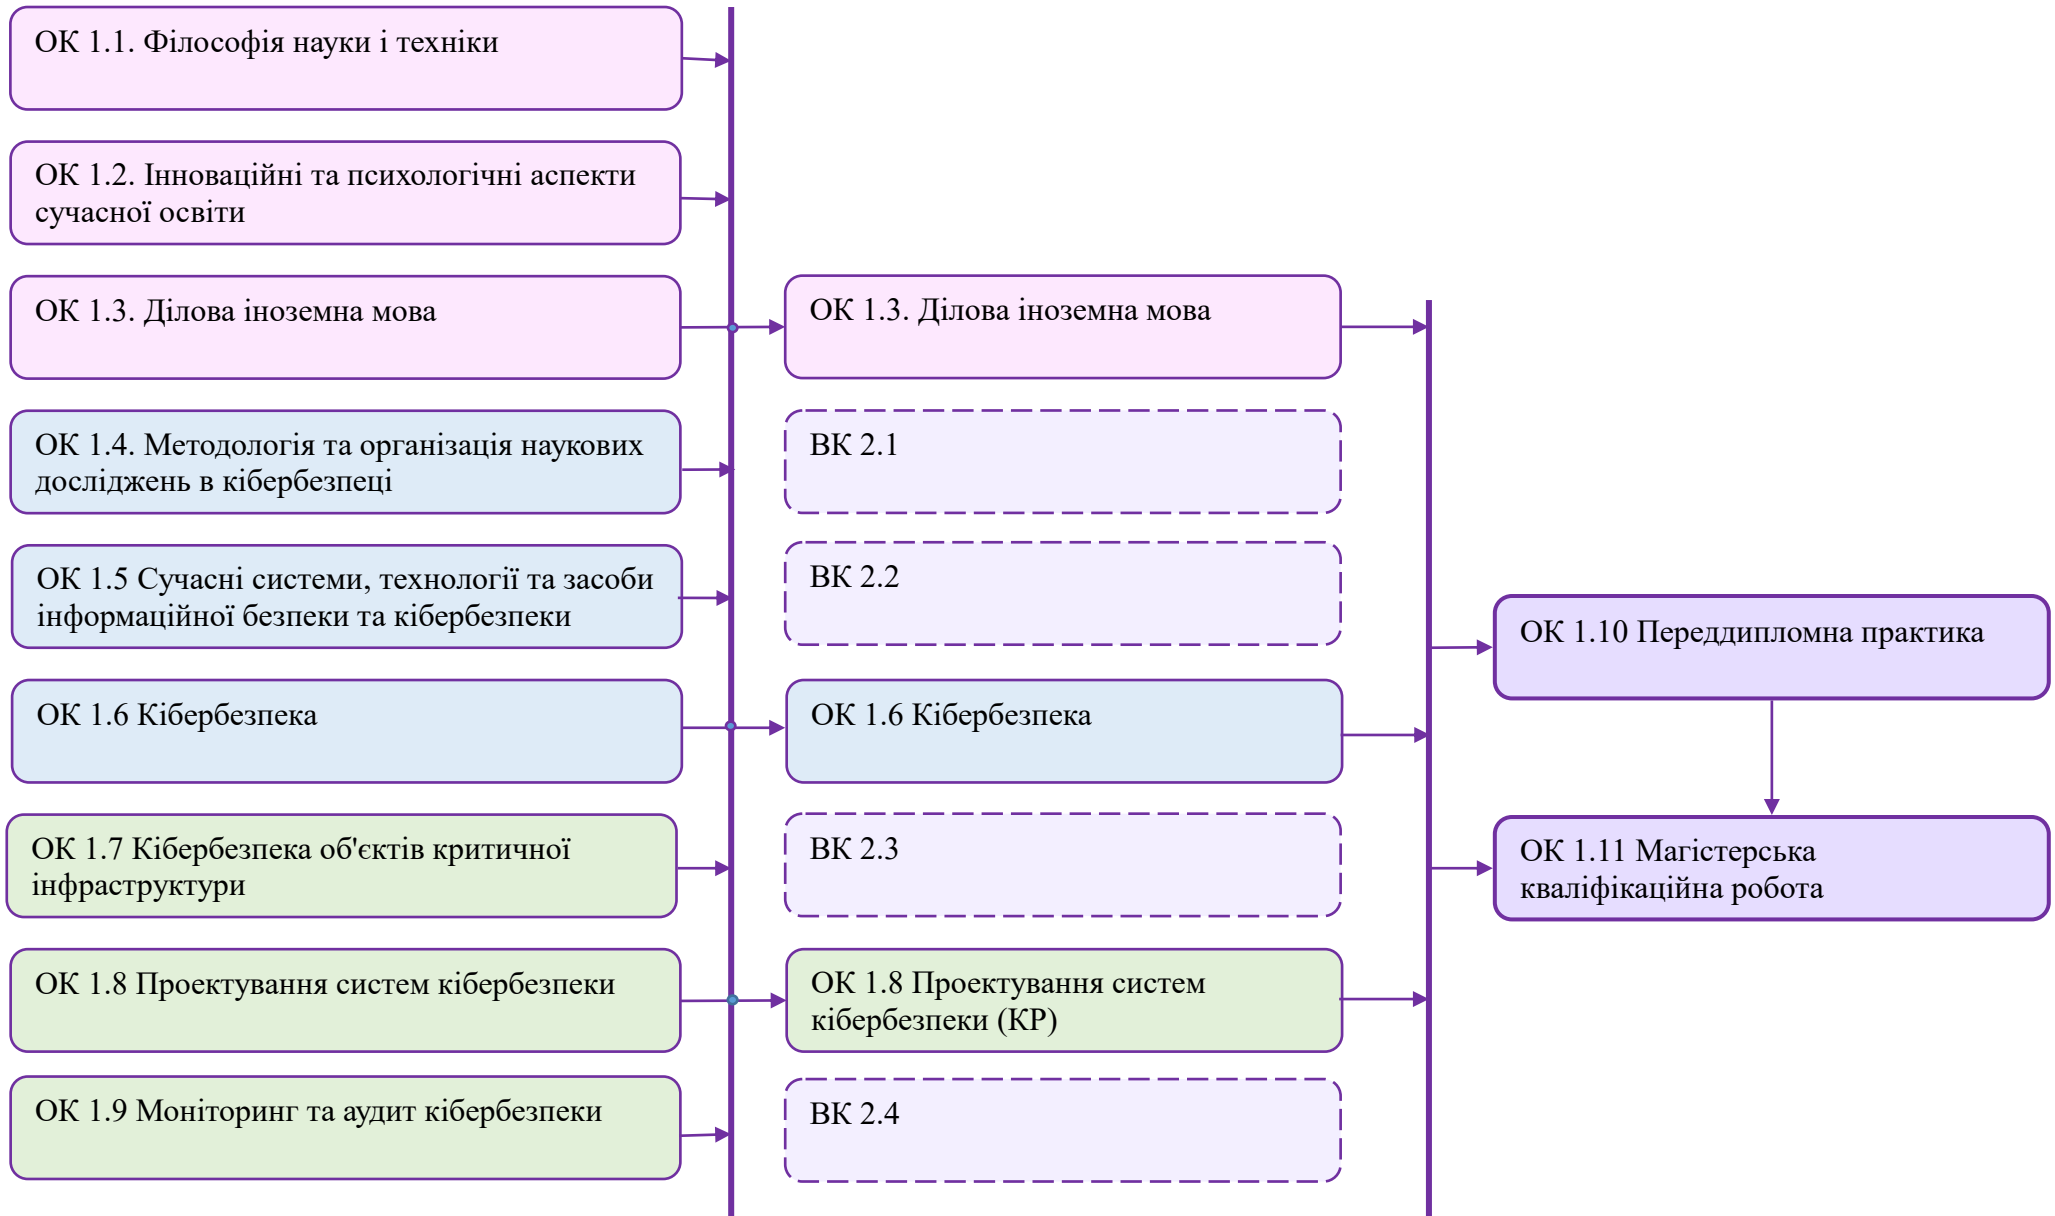 ОК 1.1. Філософія науки і техніки
ОК 1.2. Інноваційні та психологічні аспекти
сучасної освіти
ОК 1.3. Ділова іноземна мова
ОК 1.4. Методологія та організація наукових
досліджень в кібербезпеці
ОК 1.5 Сучасні системи, технології та засоби
інформаційної безпеки та кібербезпеки
ОК 1.6 Кібербезпека
ОК 1.7 Кібербезпека об'єктів критичної
інфраструктури
ОК 1.8 Проектування систем кібербезпеки
ОК 1.9 Моніторинг та аудит кібербезпеки
ОК 1.3. Ділова іноземна мова
ВК 2.1
ВК 2.2
ОК 1.6 Кібербезпека
ВК 2.3
ОК 1.8 Проектування систем
кібербезпеки (КР)
ВК 2.4
ОК 1.10 Переддипломна практика
ОК 1.11 Магістерська
кваліфікаційна робота